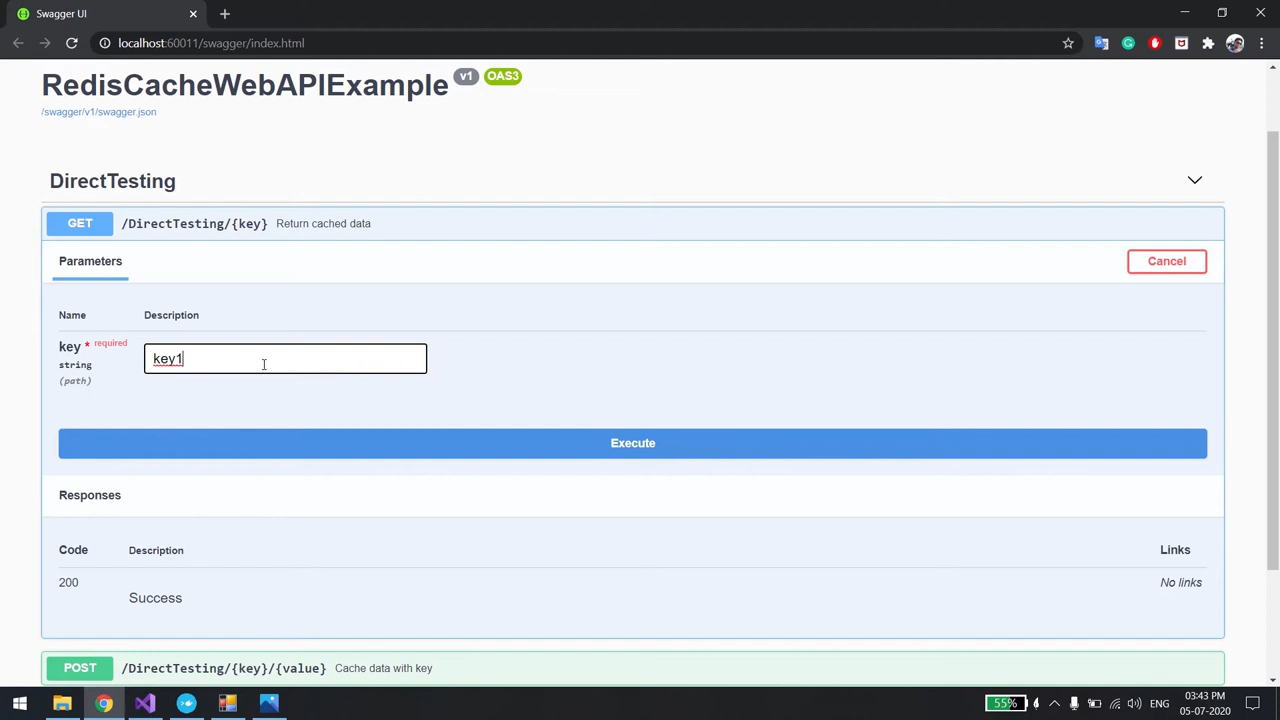 Swagger UI
localhost:60011/swagger/index.html
RedisCacheWebAPIExample v1 OAS3
/swagger/v1/swagger.json
DirectTesting
GET /DirectTesting/{key} Return cached data
Parameters Cancel
Name Description
key * required key1
string
(path)
Execute
Responses
Code Description Links
200 No links
Success
POST /DirectTesting/{key}/{value} Cache data with key
55% ENG 03:43 PM
05-07-2020